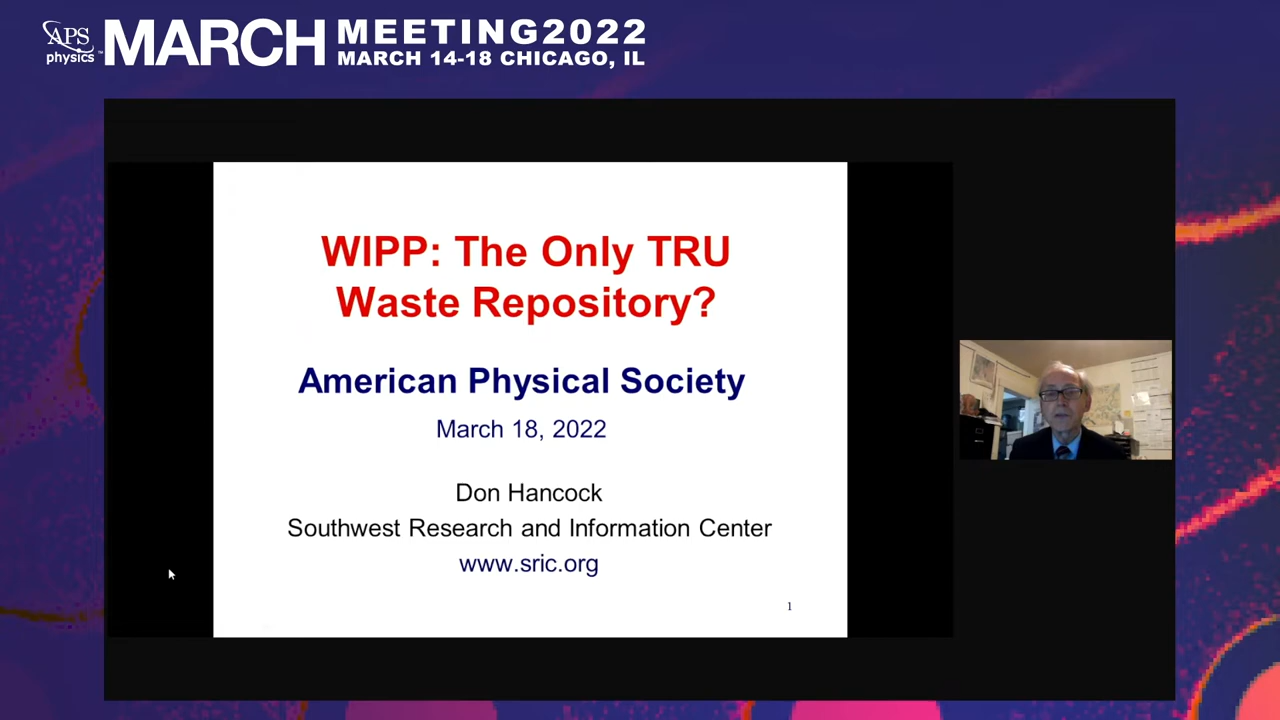 APS
physics
MARCH
MEETING2022
MARCH 14-18 CHICAGO, IL
WIPP: The Only TRU
Waste Repository?
American Physical Society
March 18, 2022
Don Hancock
Southwest Research and Information Center
www.sric.org
1